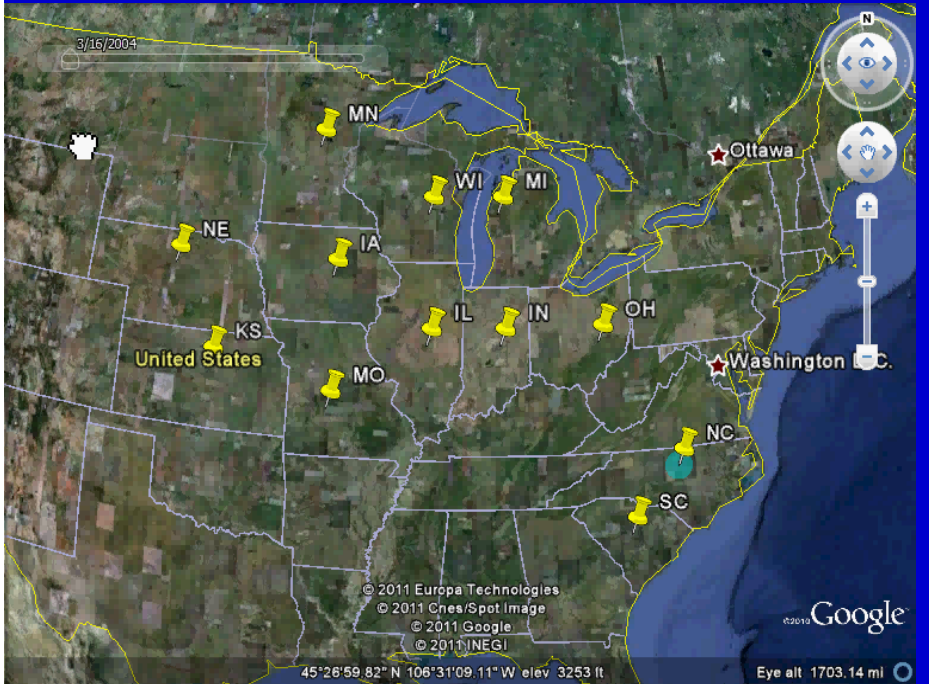 N
3/16/2004
MN
Ottawa
WI
MI
NE
IA
IL
IN
OH
KS
United States
Washington D.C.
MO
NC
SC
© 2011 Europa Technologies
© 2011 Cnes/Spot Image
© 2011 Google
© 2011 INEGI
©2010 Google
45°26'59.82" N 106°31'09.11" W elev 3253 ft
Eye alt 1703.14 mi